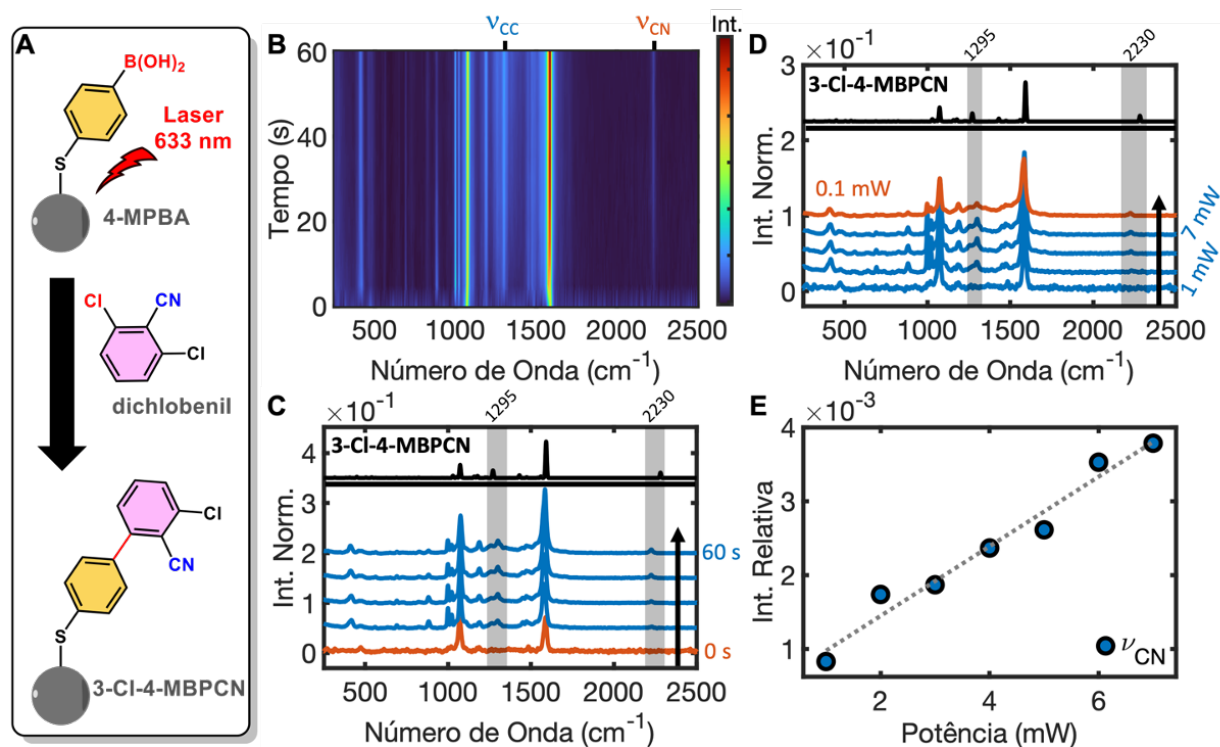 A
B(OH)₂
Laser
633 nm
S
4-MPBA
Cl
CN
Cl
dichlobenil
Cl
CN
S
3-Cl-4-MBPCN
B
νCC
νCN
Int.
60
40
20
0
Tempo (s)
500 1000 1500 2000 2500
Número de Onda (cm⁻¹)
C
×10⁻¹
1295
2230
3-Cl-4-MBPCN
4
3
2
1
0
Int. Norm.
60 s
0 s
500 1000 1500 2000 2500
Número de Onda (cm⁻¹)
D
×10⁻¹
1295
2230
3-Cl-4-MBPCN
3
2
1
0
Int. Norm.
0.1 mW
7 mW
1 mW
500 1000 1500 2000 2500
Número de Onda (cm⁻¹)
E
×10⁻³
4
3
2
1
Int. Relativa
νCN
2 4 6
Potência (mW)